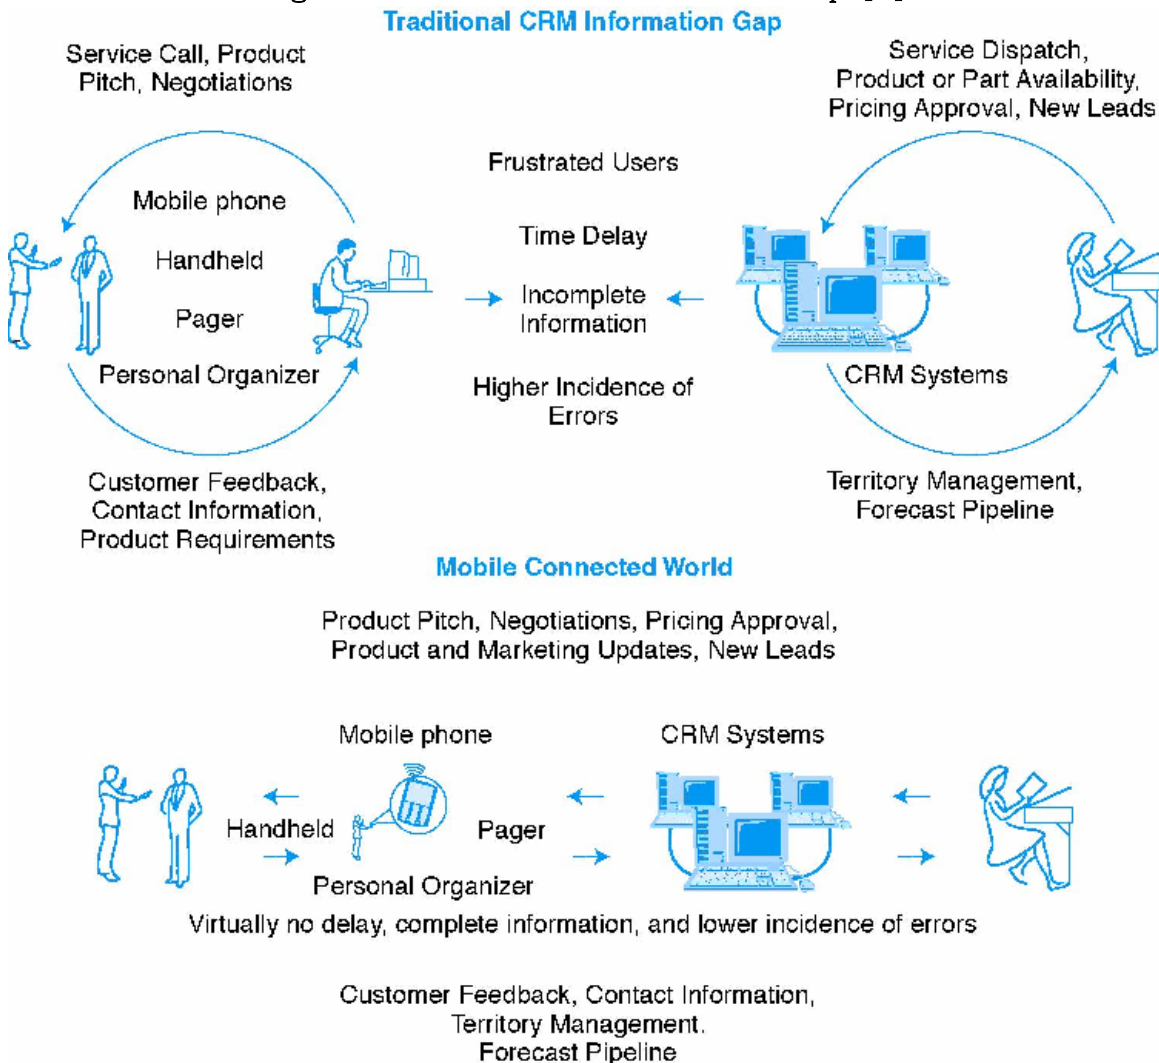 Traditional CRM Information Gap
Service Call, Product
Pitch, Negotiations
Service Dispatch,
Product or Part Availability,
Pricing Approval, New Leads
Frustrated Users
Mobile phone
Time Delay
Handheld
Incomplete
Information
Pager
Personal Organizer
CRM Systems
Higher Incidence of
Errors
Customer Feedback,
Contact Information,
Product Requirements
Territory Management,
Forecast Pipeline
Mobile Connected World
Product Pitch, Negotiations, Pricing Approval,
Product and Marketing Updates, New Leads
Mobile phone
CRM Systems
Handheld
Pager
Personal Organizer
Virtually no delay, complete information, and lower incidence of errors
Customer Feedback, Contact Information,
Territory Management.
Forecast Pipeline